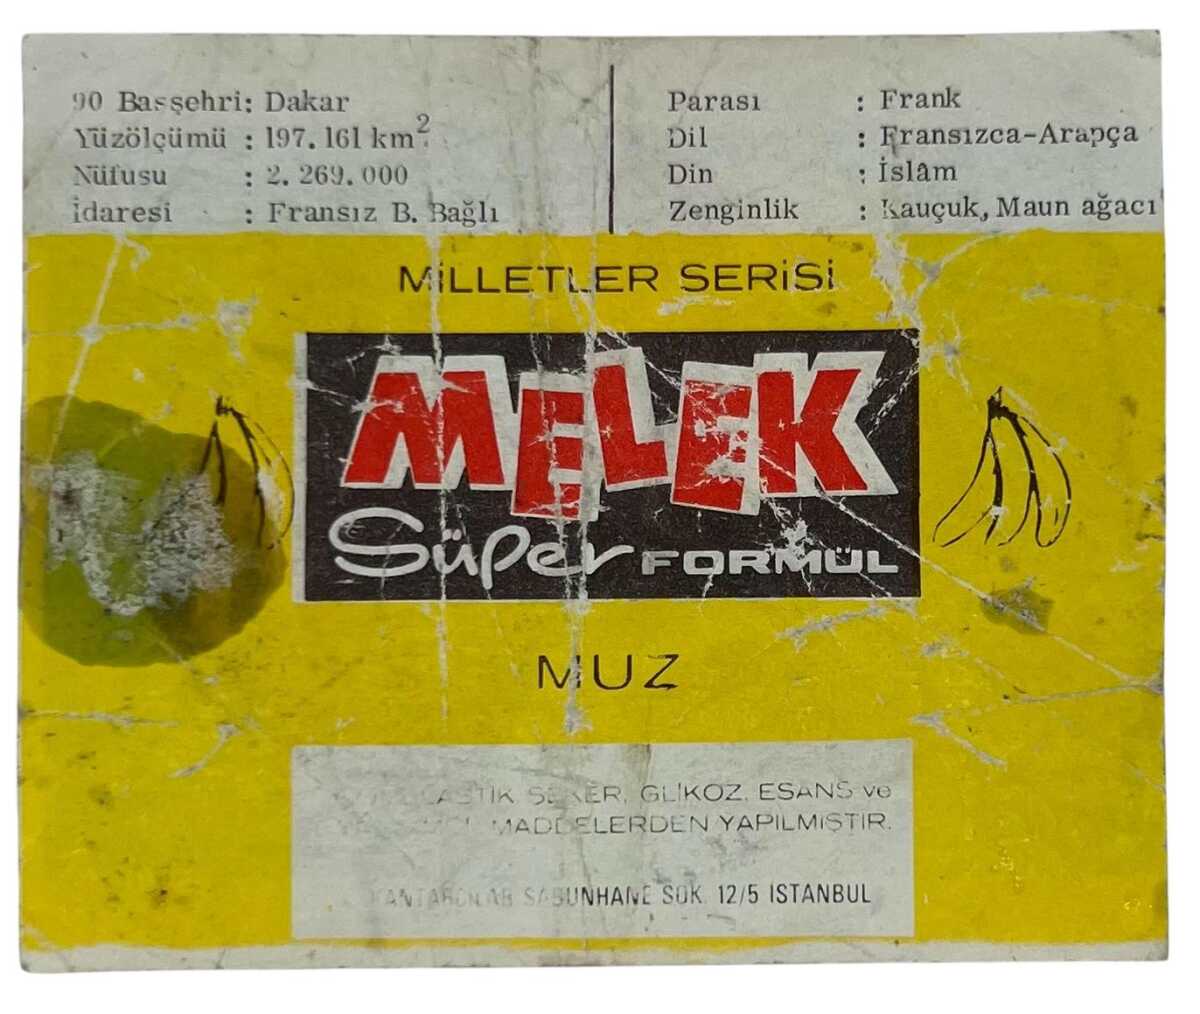 90 Başşehri: Dakar
Yüzölçümü : 197.161 km²
Nüfusu : 2.269.000
İdaresi : Fransız B. Bağlı
Parası : Frank
Dil : Fransızca-Arapça
Din : İslâm
Zenginlik : Kauçuk, Maun ağacı
MİLLETLER SERİSİ
MELEK
Süper FORMÜL
MUZ
ŞEKER, GLİKOZ, ESANS ve
MADDELERDEN YAPILMIŞTIR.
SABUNHANE SOK. 12/5 İSTANBUL